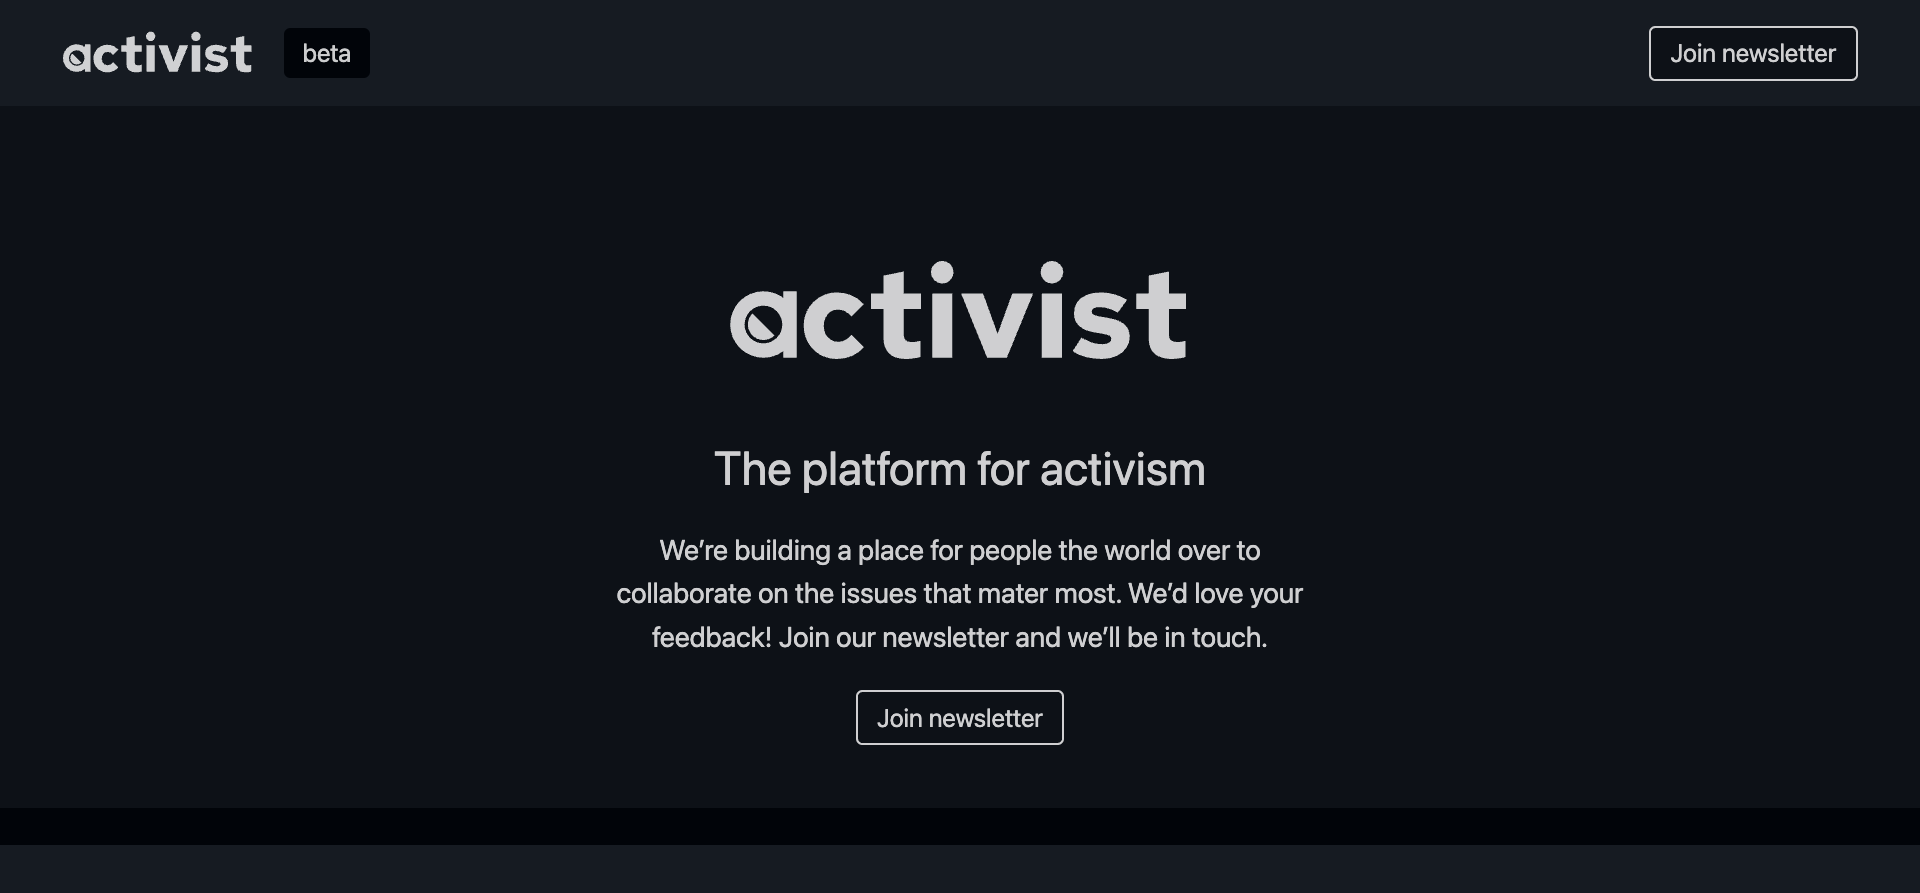 activist
beta
Join newsletter
activist
The platform for activism
We’re building a place for people the world over to
collaborate on the issues that mater most. We’d love your
feedback! Join our newsletter and we’ll be in touch.
Join newsletter